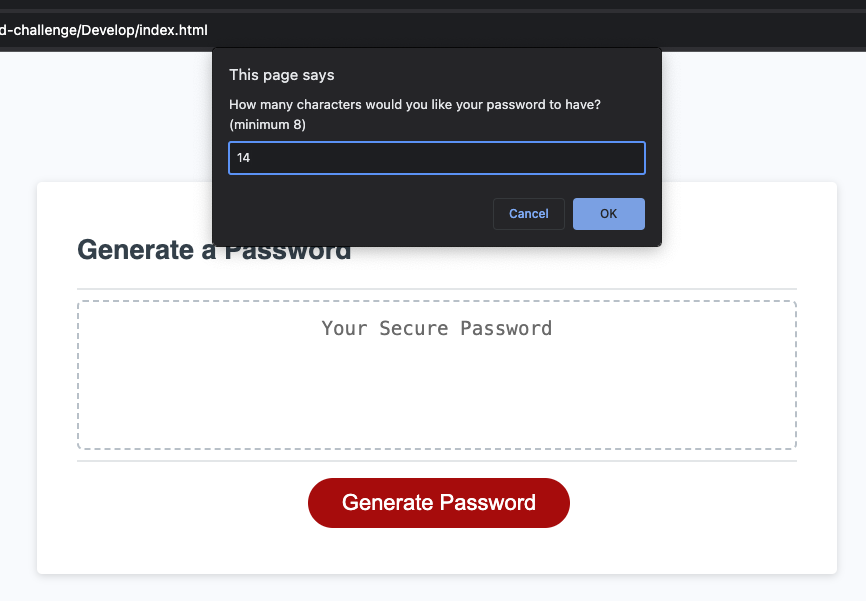 d-challenge/Develop/index.html
This page says
How many characters would you like your password to have?
(minimum 8)
14
Cancel
OK
Generate a Password
Your Secure Password
Generate Password